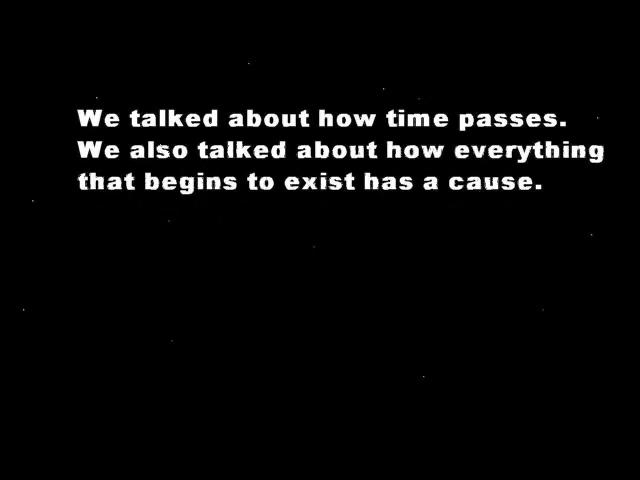 We talked about how time passes.
We also talked about how everything
that begins to exist has a cause.